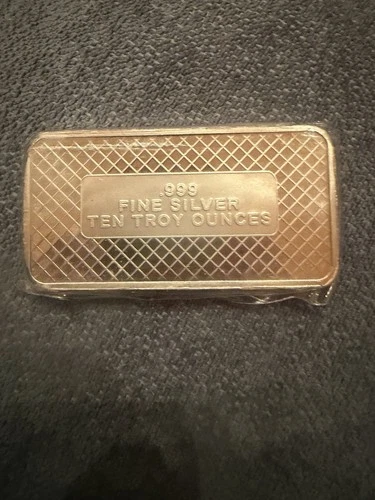 .999
FINE SILVER
TEN TROY OUNCES